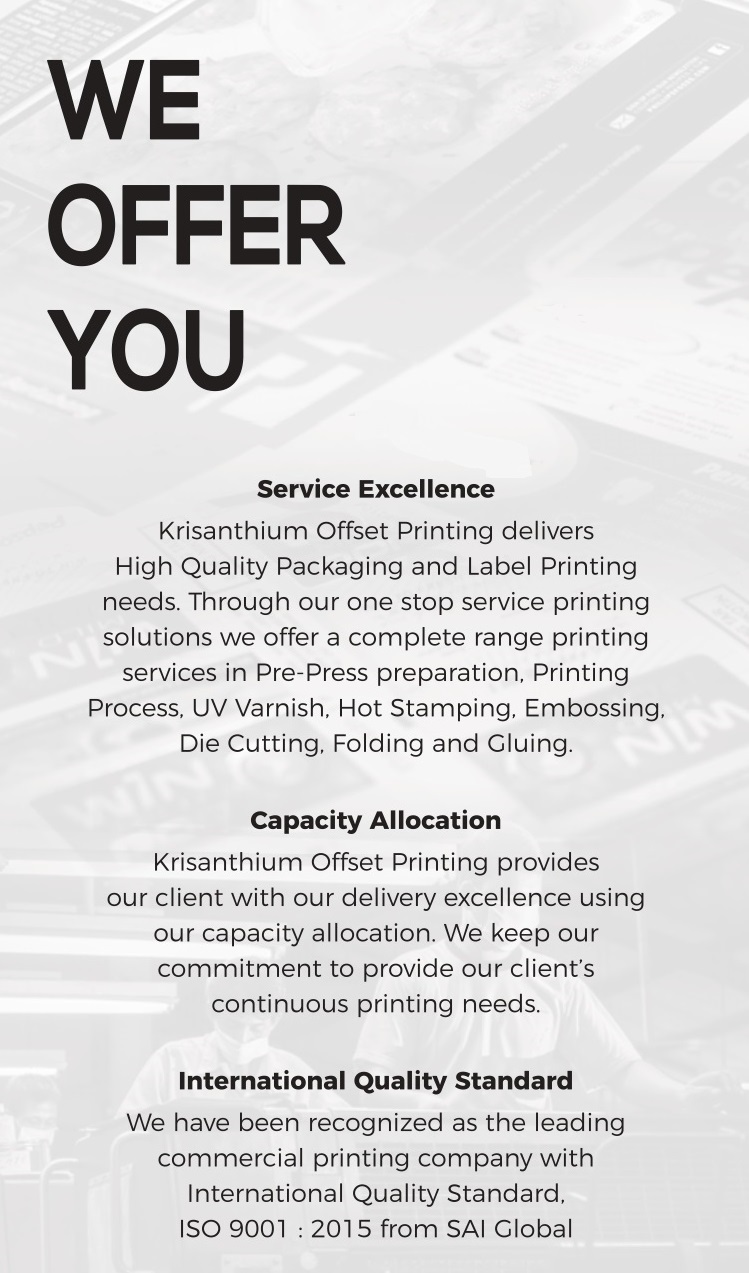 WE
OFFER
YOU
Service Excellence
Krisanthium Offset Printing delivers
High Quality Packaging and Label Printing
needs. Through our one stop service printing
solutions we offer a complete range printing
services in Pre-Press preparation, Printing
Process, UV Varnish, Hot Stamping, Embossing,
Die Cutting, Folding and Gluing.
Capacity Allocation
Krisanthium Offset Printing provides
our client with our delivery excellence using
our capacity allocation. We keep our
commitment to provide our client’s
continuous printing needs.
International Quality Standard
We have been recognized as the leading
commercial printing company with
International Quality Standard,
ISO 9001 : 2015 from SAI Global